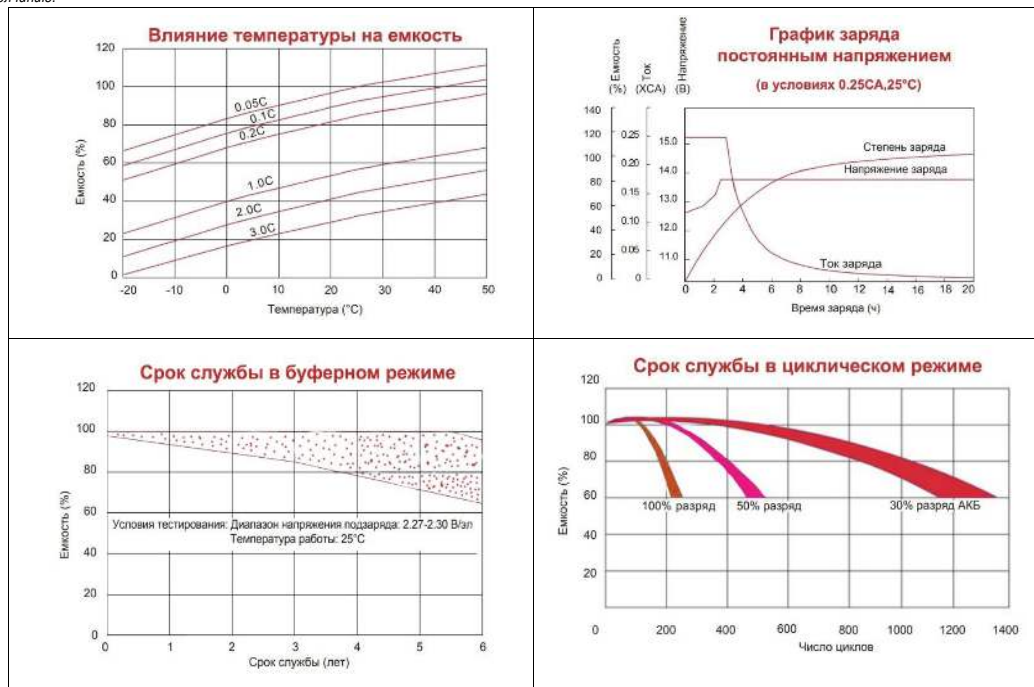 Влияние температуры на емкость
120
100
80
60
40
20
0
Емкость (%)
0.05C
0.1C
0.2C
1.0C
2.0C
3.0C
-20 -10 0 10 20 30 40 50
Температура (°C)
График заряда
постоянным напряжением
(в условиях 0.25CA,25°C)
Емкость (%)
Ток (XCA)
Напряжение (В)
140
120 0.25 15.0
100 0.20 14.0
80 0.15 13.0
60 0.10 12.0
40
20 0.05 11.0
0 0
Степень заряда
Напряжение заряда
Ток заряда
0 2 4 6 8 10 12 14 16 18 20
Время заряда (ч)
Срок службы в буферном режиме
120
100
80
60
40
20
0
Емкость (%)
Условия тестирования: Диапазон напряжения подзаряда: 2.27-2.30 В/эл
Температура работы: 25°C
0 1 2 3 4 5 6
Срок службы (лет)
Срок службы в циклическом режиме
120
100
80
60
40
20
Емкость (%)
100% разряд 50% разряд 30% разряд АКБ
0 200 400 600 800 1000 1200 1400
Число циклов